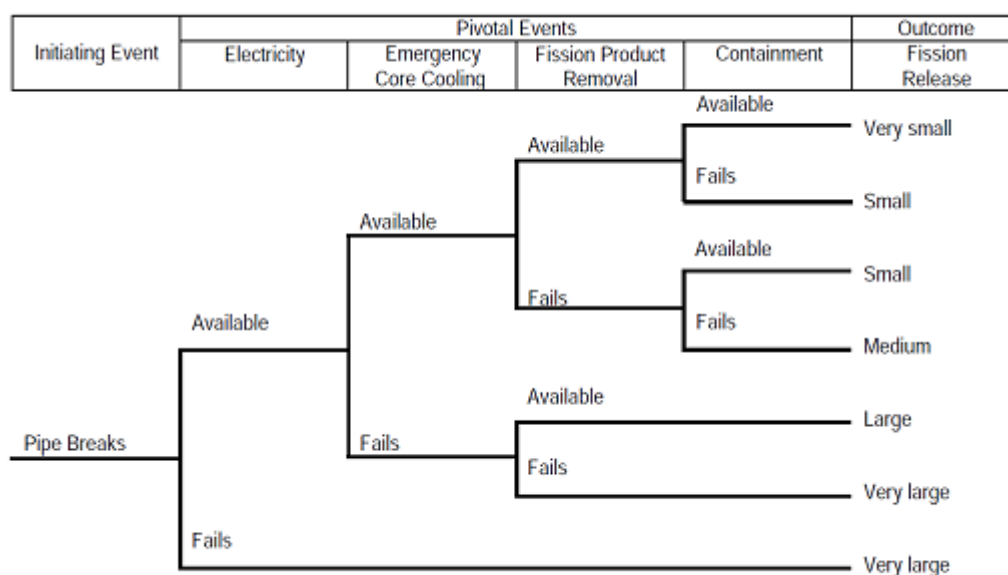 Pivotal Events
Outcome
Initiating Event
Electricity
Emergency
Core Cooling
Fission Product
Removal
Containment
Fission
Release
Available
Very small
Available
Fails
Small
Available
Available
Small
Fails
Fails
Medium
Available
Available
Large
Pipe Breaks
Fails
Fails
Very large
Fails
Very large